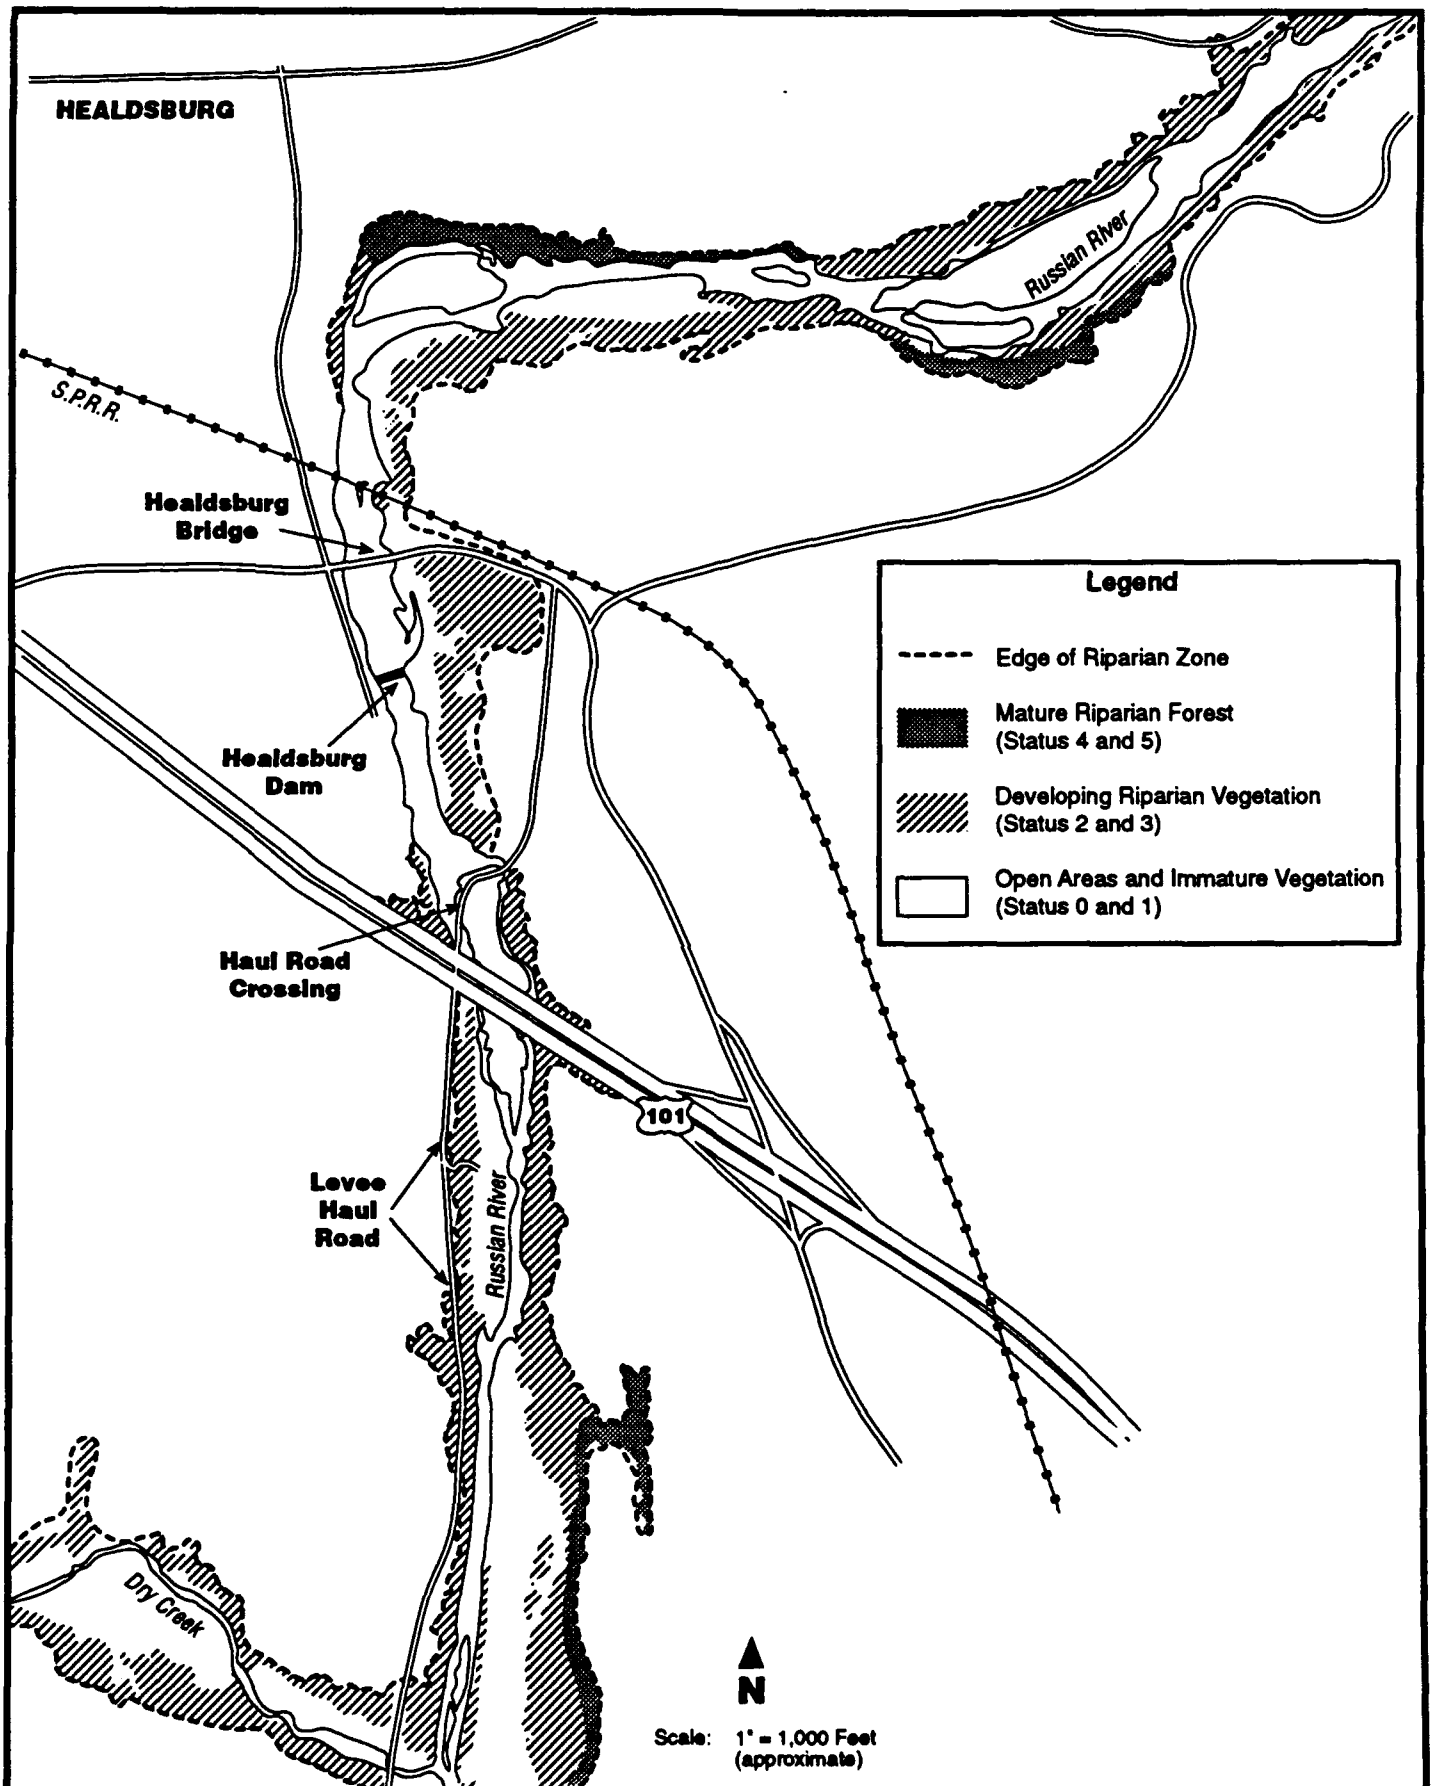 HEALDSBURG
Russian River
S.P.R.R.
Healdsburg
Bridge
Legend
Edge of Riparian Zone
Mature Riparian Forest
(Status 4 and 5)
Developing Riparian Vegetation
(Status 2 and 3)
Open Areas and Immature Vegetation
(Status 0 and 1)
Healdsburg
Dam
Haul Road
Crossing
101
Levee
Haul
Road
Russian River
Dry Creek
N
Scale: 1" = 1,000 Feet
(approximate)